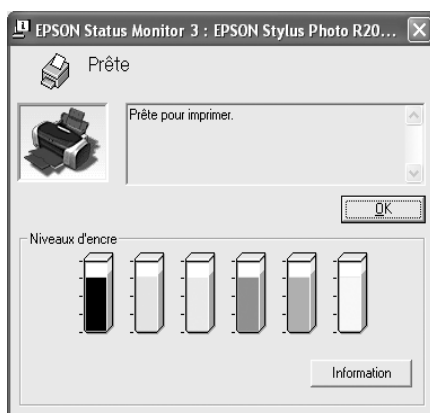 EPSON Status Monitor 3 : EPSON Stylus Photo R20...
Prête
Prête pour imprimer.
OK
Niveaux d'encre
Information